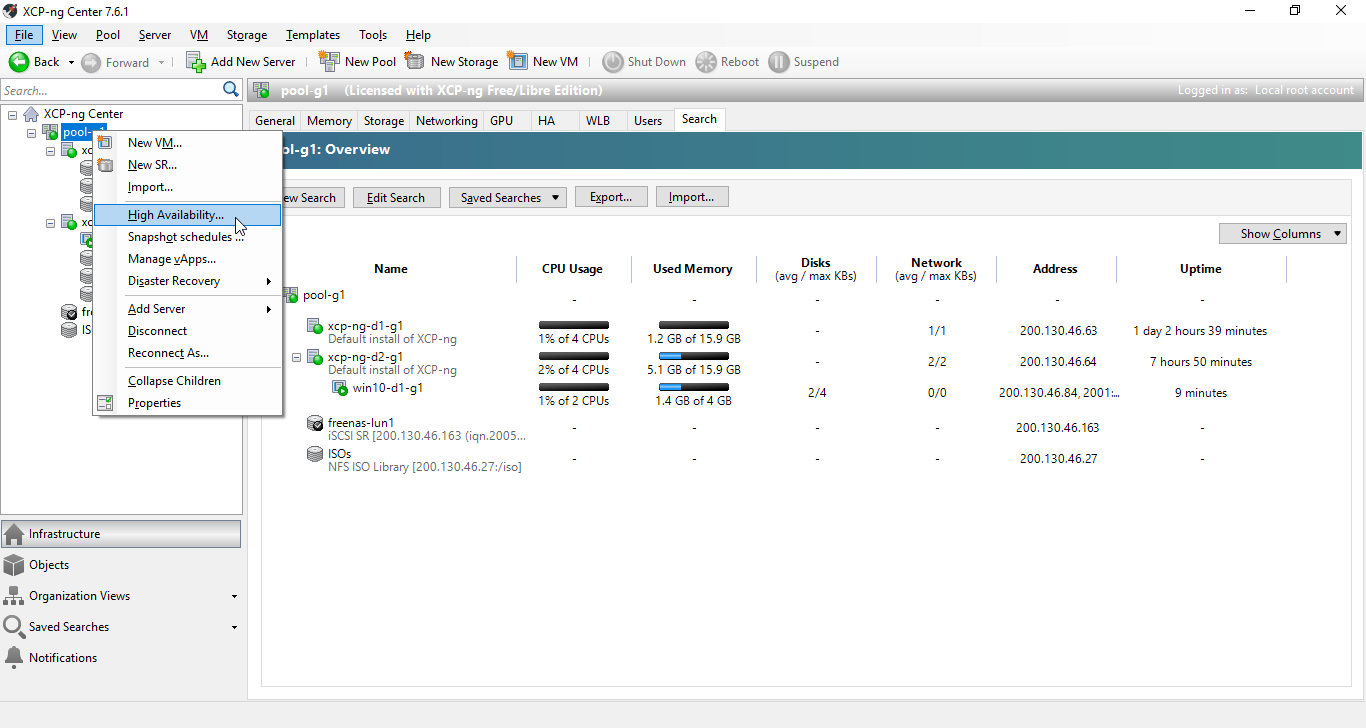 XCP-ng Center 7.6.1
File View Pool Server VM Storage Templates Tools Help
Back Forward Add New Server New Pool New Storage New VM Shut Down Reboot Suspend
Search...
pool-g1 (Licensed with XCP-ng Free/Libre Edition) Logged in as: Local root account
XCP-ng Center
General Memory Storage Networking GPU HA WLB Users Search
New VM...
New SR...
Import...
High Availability...
Snapshot schedules ...
Manage vApps...
Disaster Recovery
Add Server
Disconnect
Reconnect As...
Collapse Children
Properties
ol-g1: Overview
ew Search Edit Search Saved Searches Export... Import...
Show Columns
Name CPU Usage Used Memory Disks Network Address Uptime
(avg / max KBs) (avg / max KBs)
pool-g1 - - - - - -
xcp-ng-d1-g1
Default install of XCP-ng 1% of 4 CPUs 1.2 GB of 15.9 GB - 1/1 200.130.46.63 1 day 2 hours 39 minutes
xcp-ng-d2-g1
Default install of XCP-ng 2% of 4 CPUs 5.1 GB of 15.9 GB - 2/2 200.130.46.64 7 hours 50 minutes
win10-d1-g1 1% of 2 CPUs 1.4 GB of 4 GB 2/4 0/0 200.130.46.84, 2001:... 9 minutes
freenas-lun1
iSCSI SR [200.130.46.163 (iqn.2005... - - - - 200.130.46.163 -
ISOs
NFS ISO Library [200.130.46.27:/iso] - - - - 200.130.46.27 -
Infrastructure
Objects
Organization Views
Saved Searches
Notifications